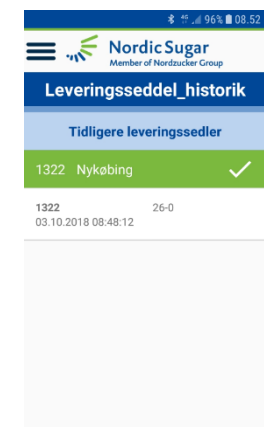 96% 08.52
Nordic Sugar
Member of Nordzucker Group
Leveringsseddel_historik
Tidligere leveringssedler
1322 Nykøbing
1322 26-0
03.10.2018 08:48:12